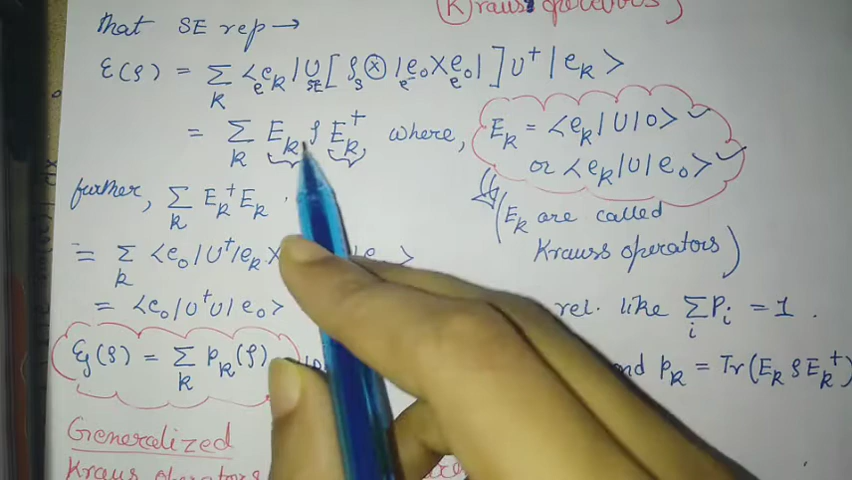 (Krauss operators)
that SE rep →
ε(ρ) = Σ_k <e_k|U[ρ_s ⊗ |e_0><e_0|]U†|e_k>
= Σ_k E_k ρ E_k†, where, E_k = <e_k|U|0> ✓
or <e_k|U|e_0> ✓
further, Σ_k E_k† E_k
(E_k are called
Krauss operators)
= Σ_k <e_0|U†|e_k>
= <e_0|U†U|e_0>
rel. like Σ_i P_i = 1.
ε(ρ) = Σ_k p_k(ρ)
and p_k = Tr(E_k ρ E_k†)
Generalized
Kraus operators